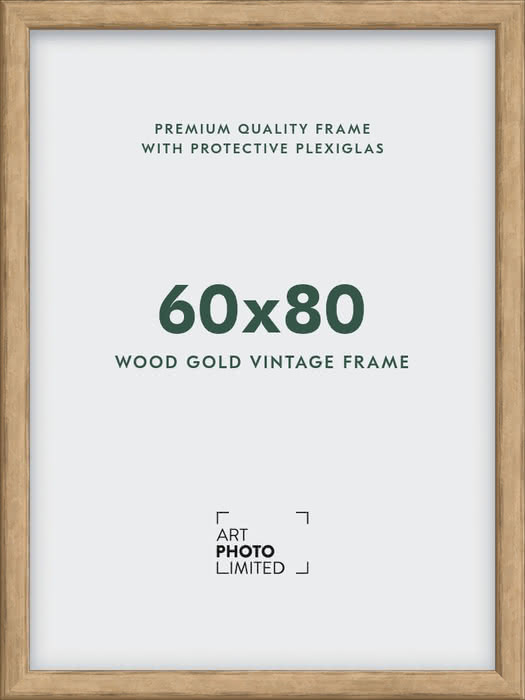 PREMIUM QUALITY FRAME
WITH PROTECTIVE PLEXIGLAS
60x80
WOOD GOLD VINTAGE FRAME
ART
PHOTO
LIMITED